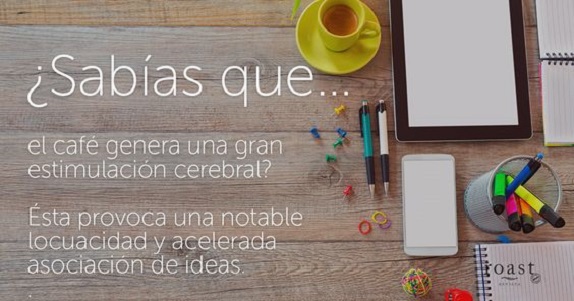 ¿Sabías que...
el café genera una gran
estimulación cerebral?
Ésta provoca una notable
locuacidad y acelerada
asociación de ideas.
roast